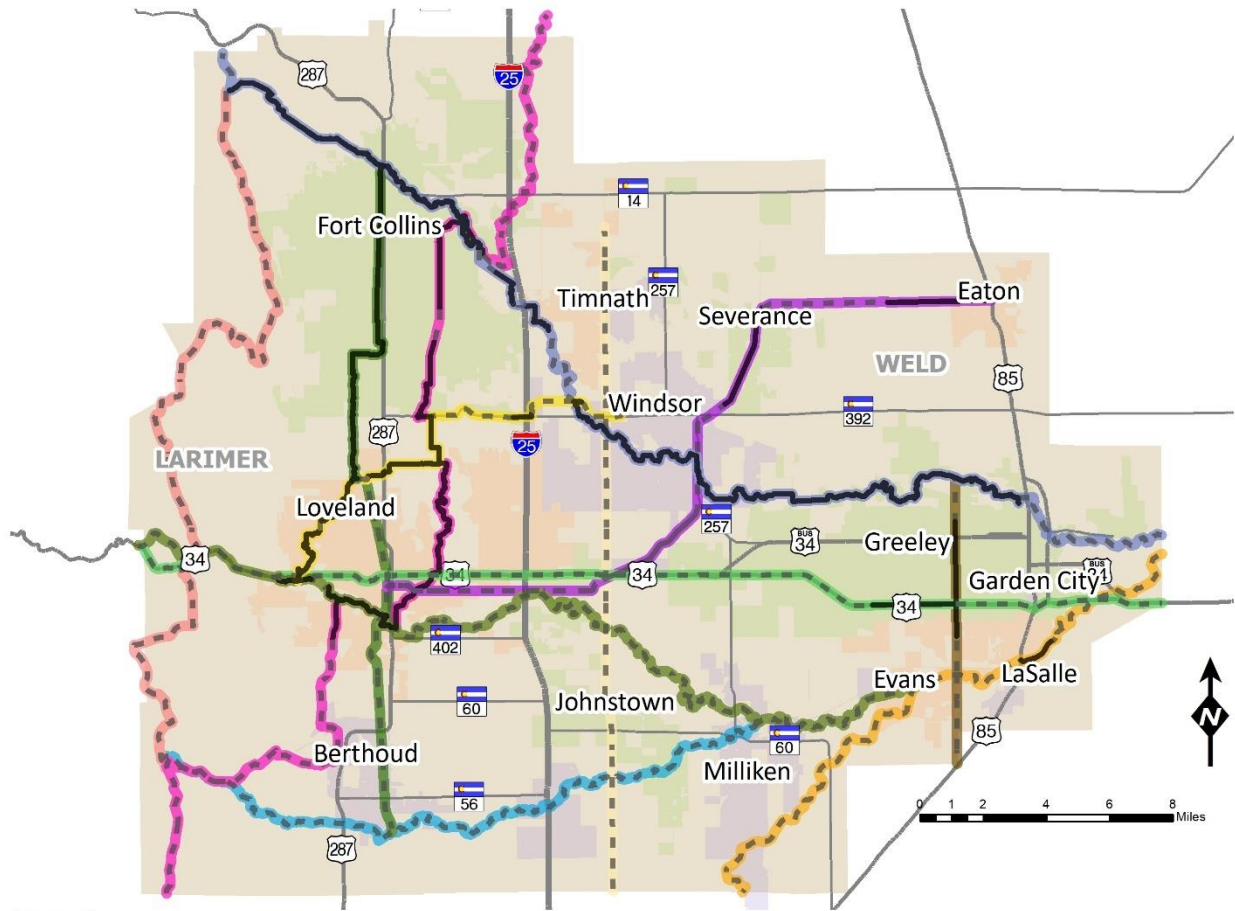 287
25
14
Fort Collins
257
Timnath
Eaton
Severance
WELD
85
Windsor
392
287
25
LARIMER
Loveland
257
BUS
34
Greeley
34
34
34
BUS
Garden City
34
402
Evans
LaSalle
60
Johnstown
85
N
60
Berthoud
Milliken
56
0 1 2 4 6 8
Miles
287